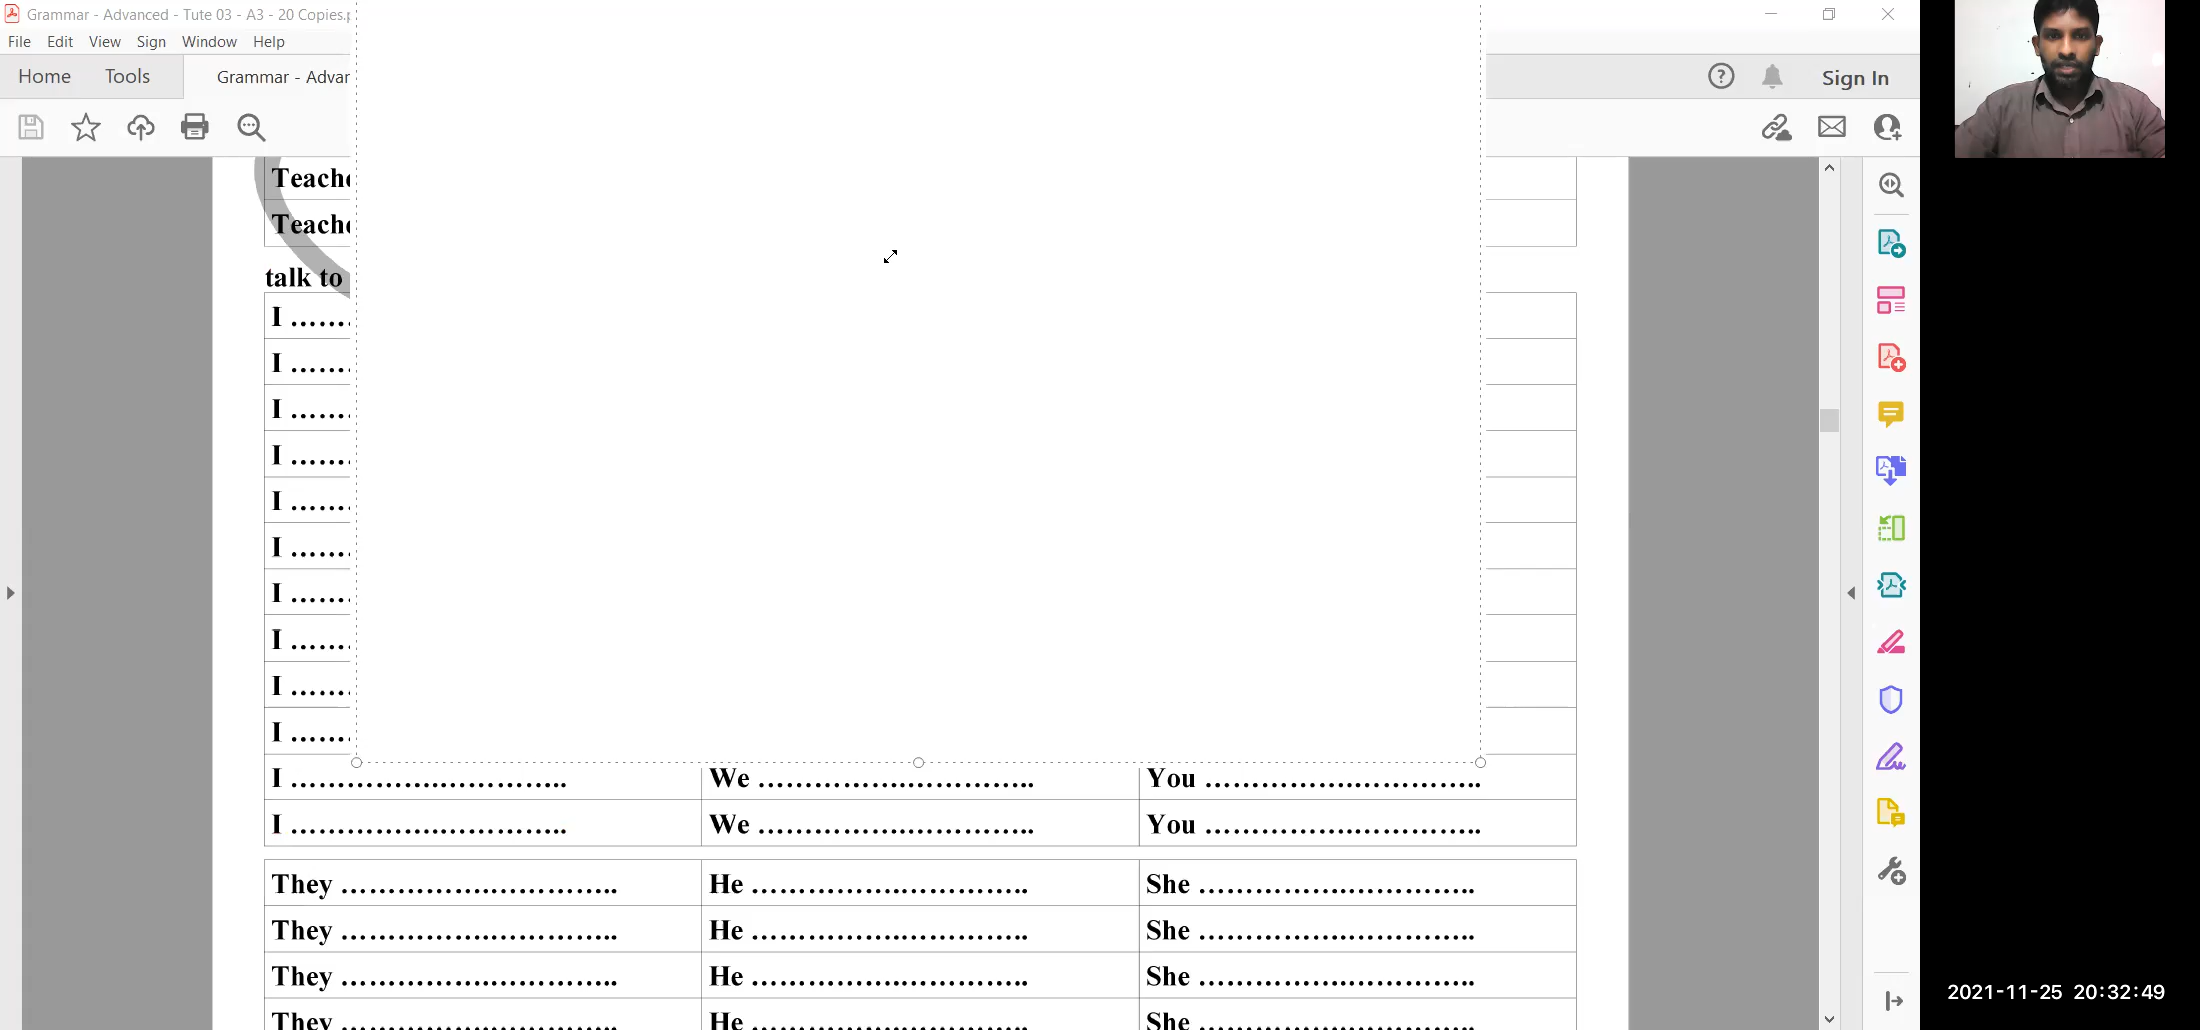 Grammar - Advanced - Tute 03 - A3 - 20 Copies.p
File Edit View Sign Window Help
Home Tools Grammar - Advar
? Sign In
Teache
Teache
talk to
I …….
I …….
I …….
I …….
I …….
I …….
I …….
I …….
I …….
I …….
I ……………..………….. We ……………..………….. You ……………..…………..
I ……………..………….. We ……………..………….. You ……………..…………..
They ……………..………….. He ……………..………….. She ……………..…………..
They ……………..………….. He ……………..………….. She ……………..…………..
They ……………..………….. He ……………..………….. She ……………..…………..
They ……………..………….. He ……………..………….. She ……………..…………..
2021-11-25 20:32:49